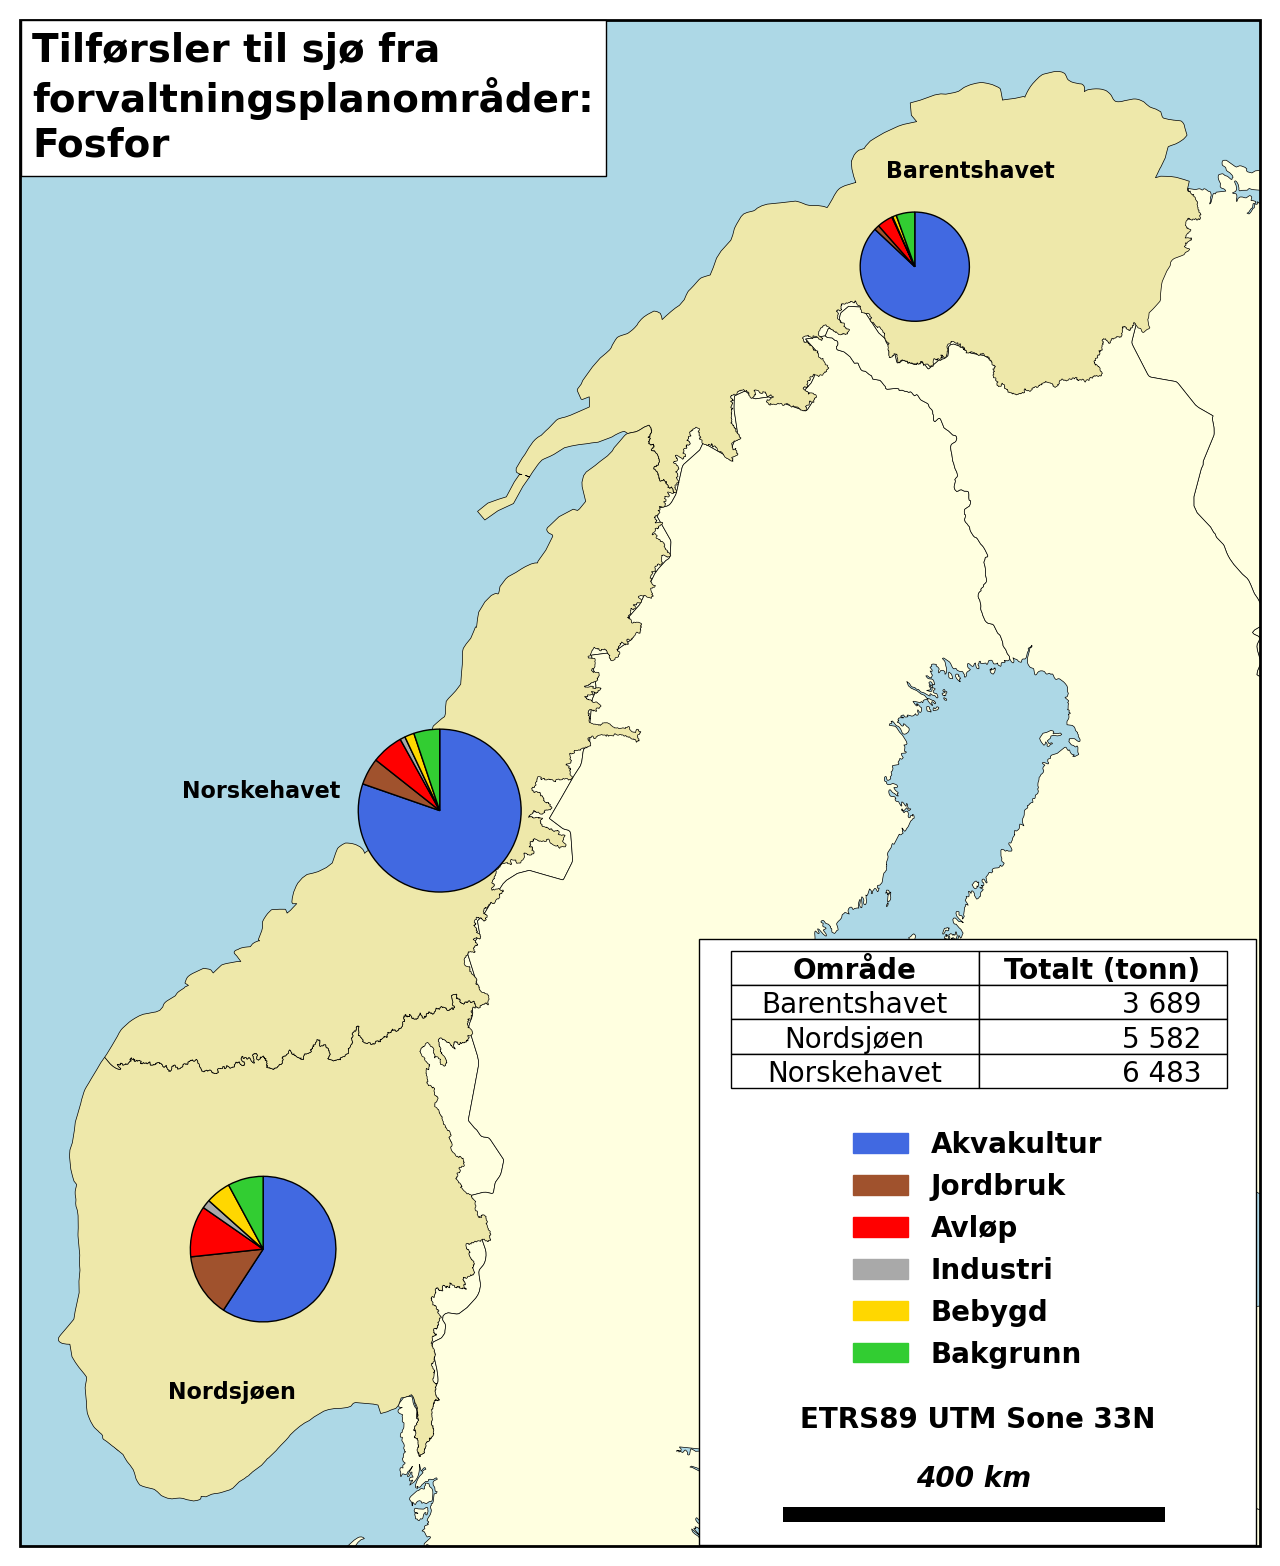 Tilførsler til sjø fra
forvaltningsplanområder:
Fosfor
Barentshavet
Norskehavet
Nordsjøen
Område Totalt (tonn)
Barentshavet 3 689
Nordsjøen 5 582
Norskehavet 6 483
Akvakultur
Jordbruk
Avløp
Industri
Bebygd
Bakgrunn
ETRS89 UTM Sone 33N
400 km